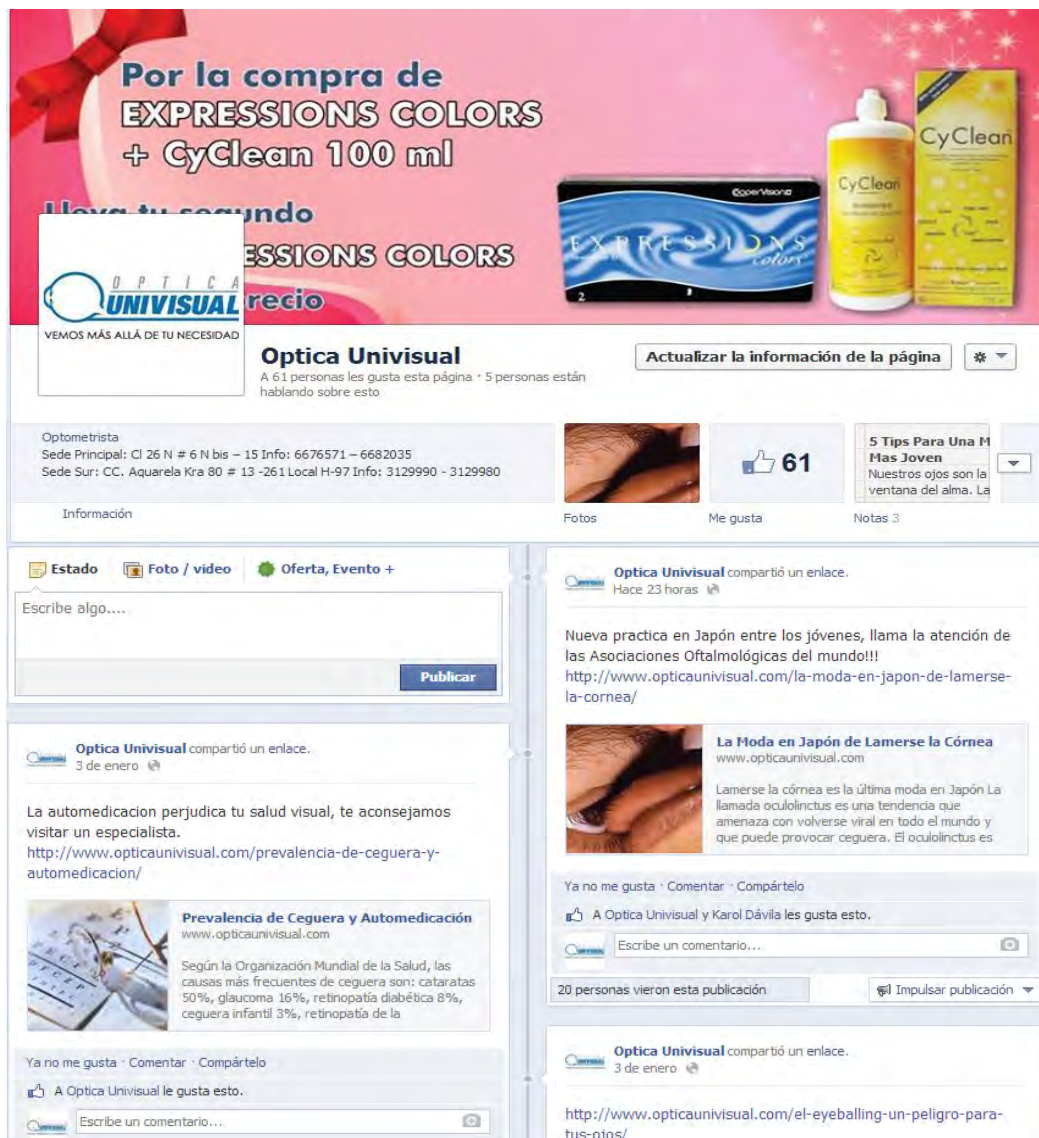 Por la compra de
EXPRESSIONS COLORS
+ CyClean 100 ml
Lleva tu segundo
ESSIONS COLORS
recio
CooperVision
EXPRESSIONS
colors
CyClean
CyClean
OPTICA
UNIVISUAL
VEMOS MÁS ALLÁ DE TU NECESIDAD
Optica Univisual
A 61 personas les gusta esta página · 5 personas están
hablando sobre esto
Actualizar la información de la página
Optometrista
Sede Principal: Cl 26 N # 6 N bis – 15 Info: 6676571 – 6682035
Sede Sur: CC. Aquarela Kra 80 # 13 -261 Local H-97 Info: 3129990 - 3129980
Información
Fotos
61
Me gusta
5 Tips Para Una M
Mas Joven
Nuestros ojos son la
ventana del alma. La
Notas 3
Estado
Foto / video
Oferta, Evento +
Escribe algo....
Publicar
Optica Univisual compartió un enlace.
3 de enero
La automedicacion perjudica tu salud visual, te aconsejamos
visitar un especialista.
http://www.opticaunivisual.com/prevalencia-de-ceguera-y-
automedicacion/
Prevalencia de Ceguera y Automedicación
www.opticaunivisual.com
Según la Organización Mundial de la Salud, las
causas más frecuentes de ceguera son: cataratas
50%, glaucoma 16%, retinopatía diabética 8%,
ceguera infantil 3%, retinopatía de la
Ya no me gusta · Comentar · Compártelo
A Optica Univisual le gusta esto.
Escribe un comentario...
Optica Univisual compartió un enlace.
Hace 23 horas
Nueva practica en Japón entre los jóvenes, llama la atención de
las Asociaciones Oftalmológicas del mundo!!!
http://www.opticaunivisual.com/la-moda-en-japon-de-lamerse-
la-cornea/
La Moda en Japón de Lamerse la Córnea
www.opticaunivisual.com
Lamerse la córnea es la última moda en Japón La
llamada oculolinctus es una tendencia que
amenaza con volverse viral en todo el mundo y
que puede provocar ceguera. El oculolinctus es
Ya no me gusta · Comentar · Compártelo
A Optica Univisual y Karol Dávila les gusta esto.
Escribe un comentario...
20 personas vieron esta publicación
Impulsar publicación
Optica Univisual compartió un enlace.
3 de enero
http://www.opticaunivisual.com/el-eyeballing-un-peligro-para-
tus-ojos/